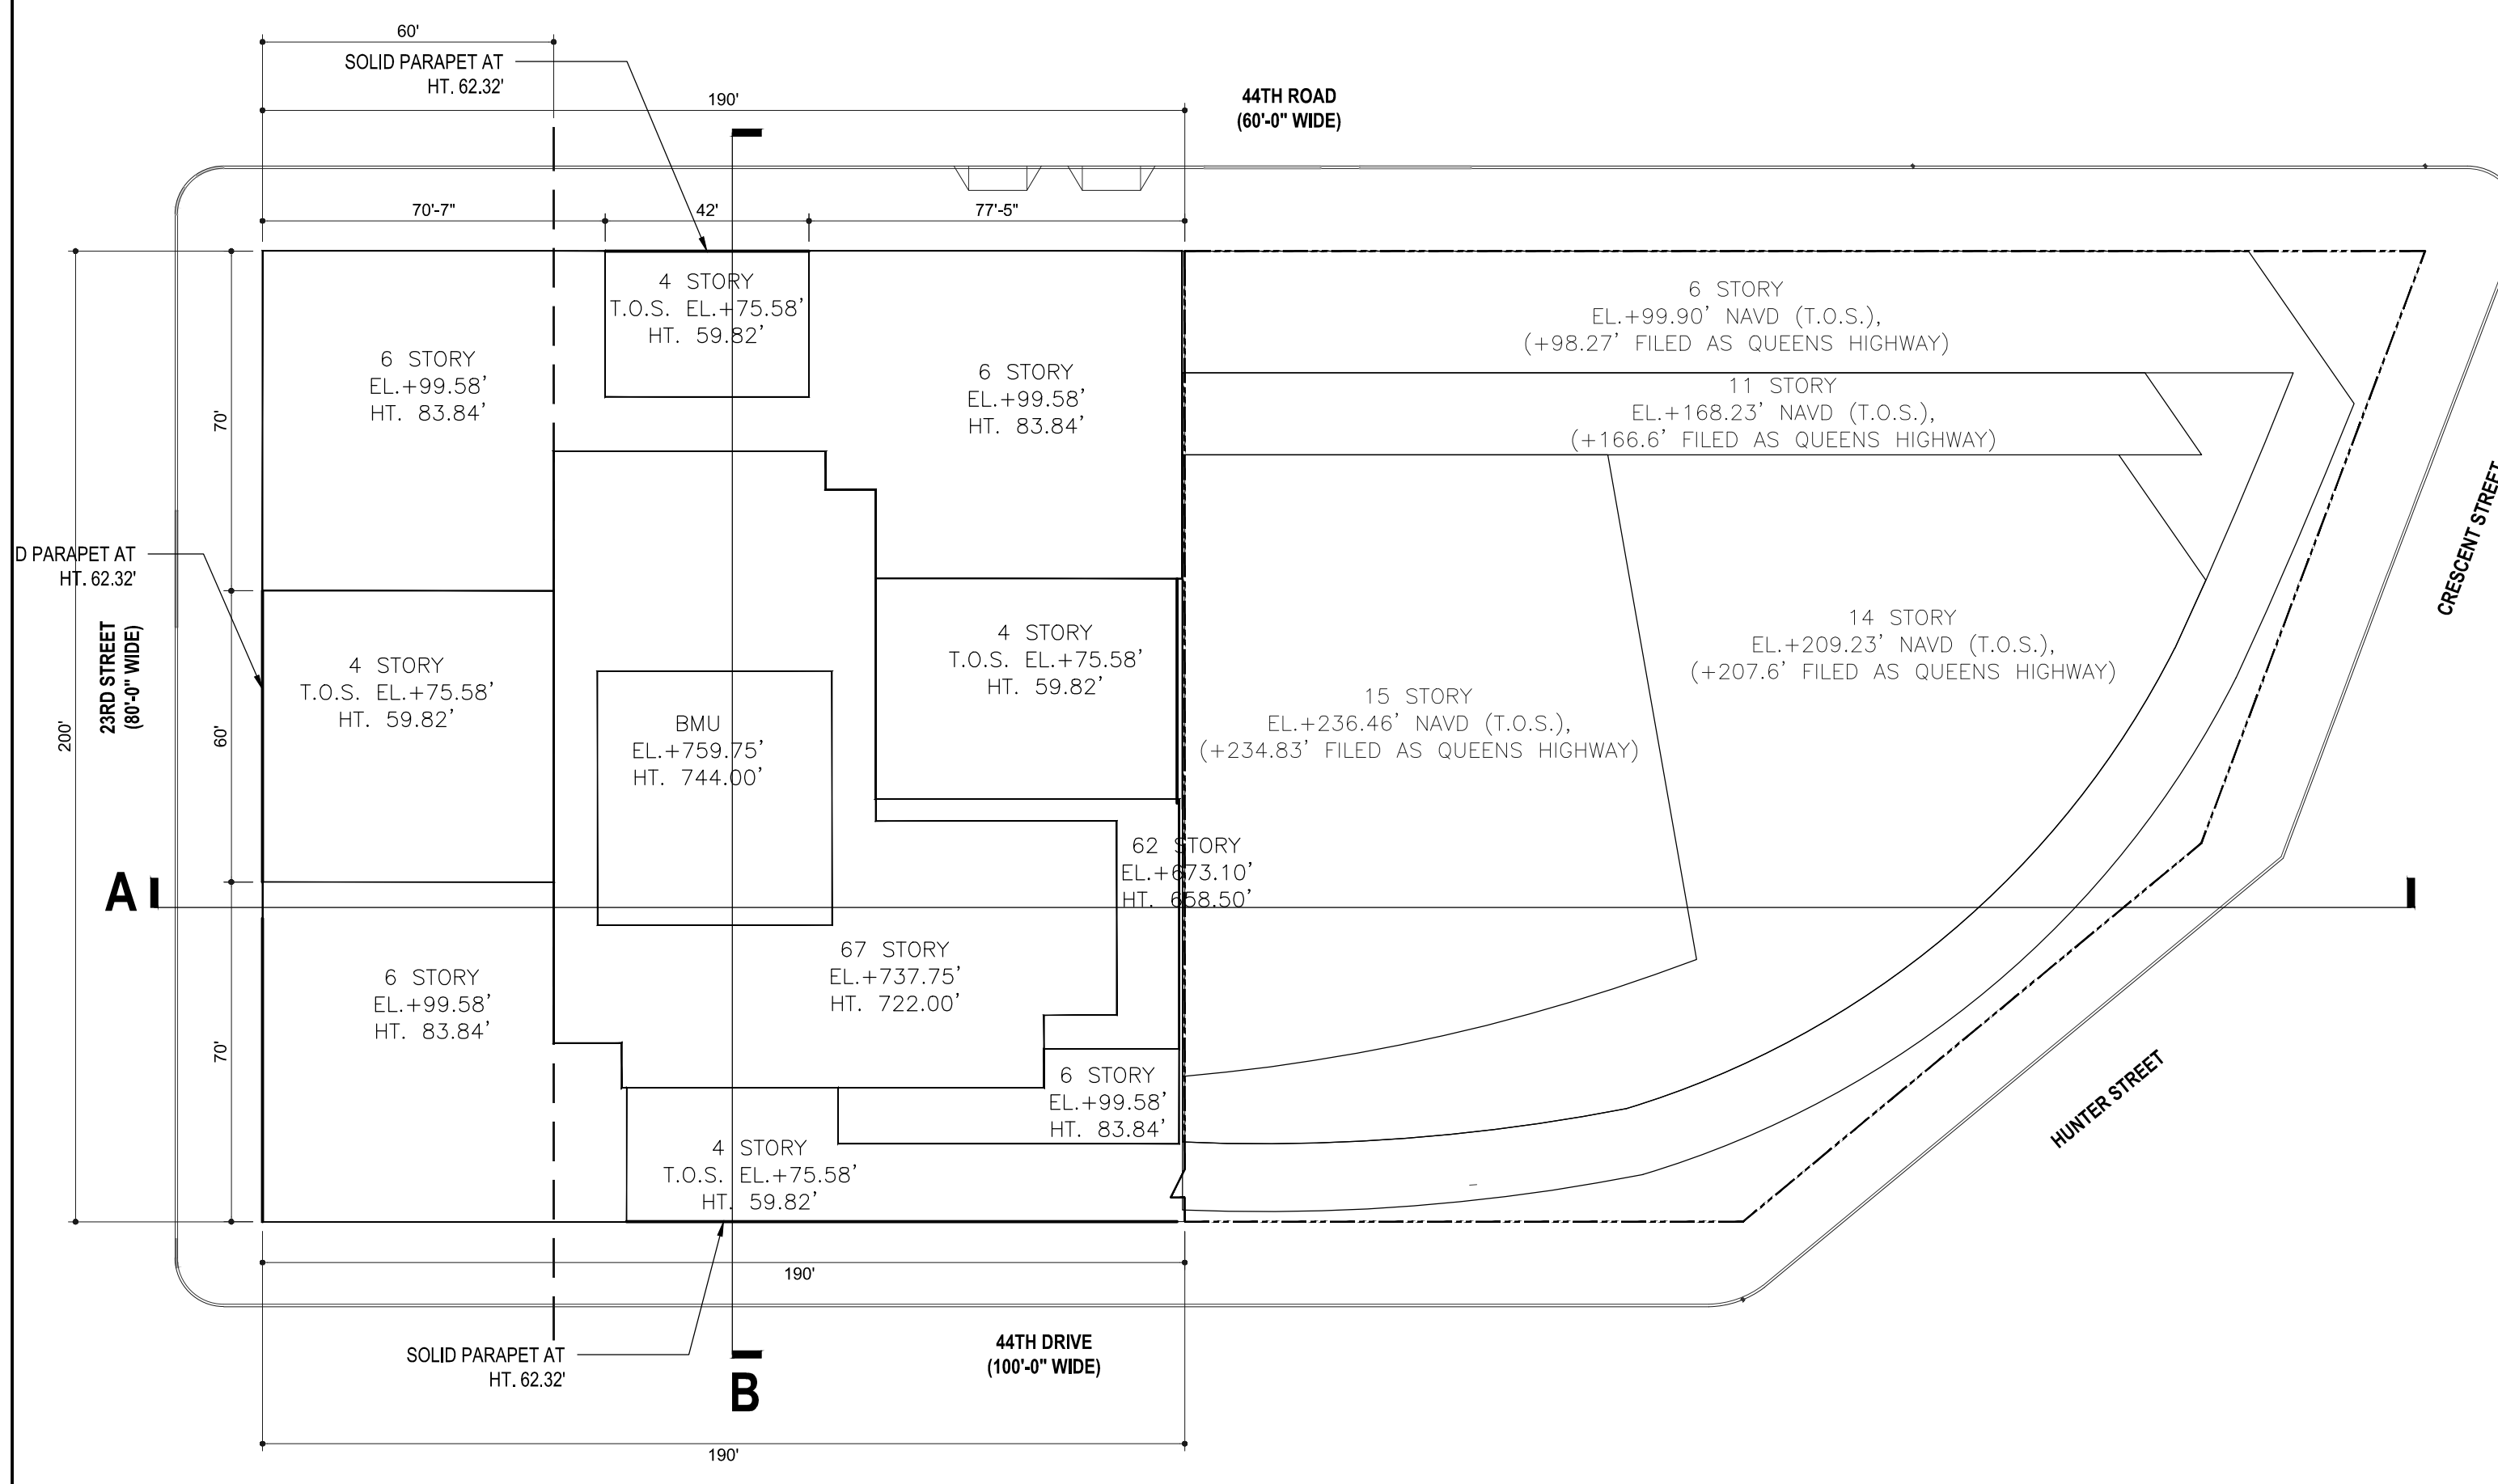 60'
SOLID PARAPET AT
HT. 62.32'
190'
44TH ROAD
(60'-0" WIDE)
70'-7"
42'
77'-5"
4 STORY
T.O.S. EL.+75.58'
HT. 59.82'
6 STORY
EL.+99.58'
HT. 83.84'
6 STORY
EL.+99.58'
HT. 83.84'
6 STORY
EL.+99.90' NAVD (T.O.S.),
(+98.27' FILED AS QUEENS HIGHWAY)
11 STORY
EL.+168.23' NAVD (T.O.S.),
(+166.6' FILED AS QUEENS HIGHWAY)
70'
D PARAPET AT
HT. 62.32'
CRESCENT STREET
23RD STREET
(80'-0" WIDE)
200'
60'
4 STORY
T.O.S. EL.+75.58'
HT. 59.82'
4 STORY
T.O.S. EL.+75.58'
HT. 59.82'
14 STORY
EL.+209.23' NAVD (T.O.S.),
(+207.6' FILED AS QUEENS HIGHWAY)
BMU
EL.+759.75'
HT. 744.00'
15 STORY
EL.+236.46' NAVD (T.O.S.),
(+234.83' FILED AS QUEENS HIGHWAY)
62 STORY
EL.+673.10'
HT. 658.50'
A
67 STORY
EL.+737.75'
HT. 722.00'
6 STORY
EL.+99.58'
HT. 83.84'
70'
6 STORY
EL.+99.58'
HT. 83.84'
HUNTER STREET
4 STORY
T.O.S. EL.+75.58'
HT. 59.82'
190'
SOLID PARAPET AT
HT. 62.32'
44TH DRIVE
(100'-0" WIDE)
B
190'